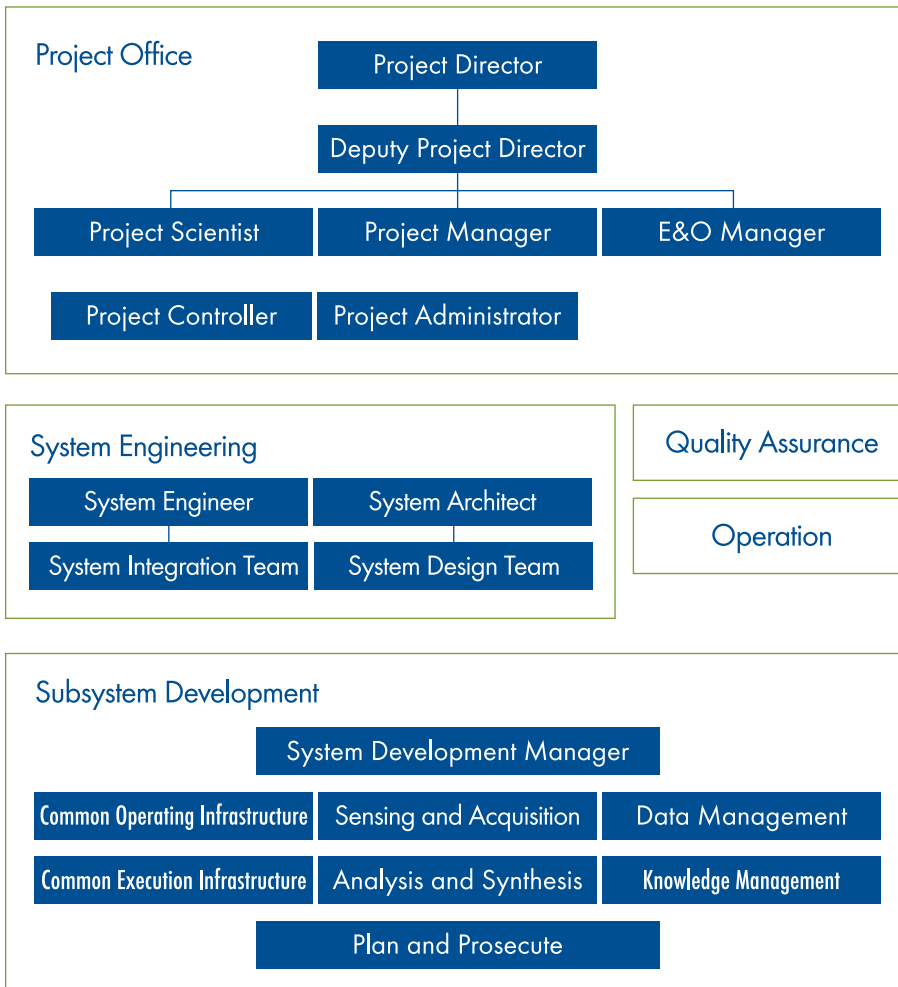 Project Office
Project Director
Deputy Project Director
Project Scientist
Project Manager
E&O Manager
Project Controller
Project Administrator
System Engineering
System Engineer
System Architect
System Integration Team
System Design Team
Quality Assurance
Operation
Subsystem Development
System Development Manager
Common Operating Infrastructure
Sensing and Acquisition
Data Management
Common Execution Infrastructure
Analysis and Synthesis
Knowledge Management
Plan and Prosecute